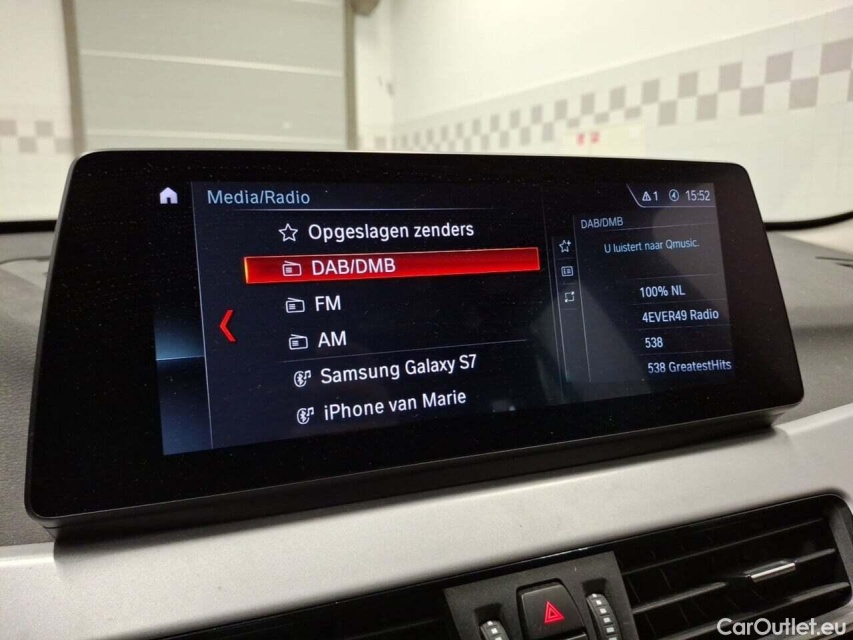 Media/Radio
1 15:52
Opgeslagen zenders
DAB/DMB
FM
AM
Samsung Galaxy S7
iPhone van Marie
DAB/DMB
U luistert naar Qmusic.
100% NL
4EVER49 Radio
538
538 GreatestHits
CarOutlet.eu